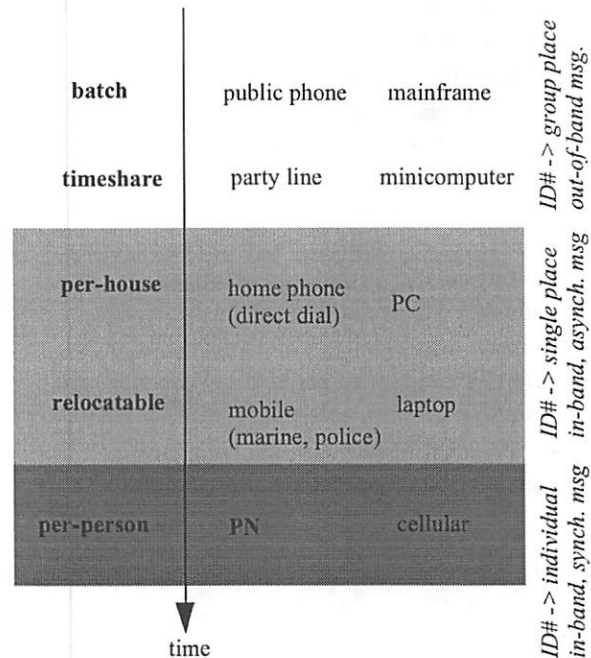 batch public phone mainframe
timeshare party line minicomputer
per-house home phone PC
(direct dial)
relocatable mobile laptop
(marine, police)
per-person PN cellular
time
ID# -> group place
out-of-band msg.
ID# -> single place
in-band, asynch. msg
ID# -> individual
in-band, synch. msg